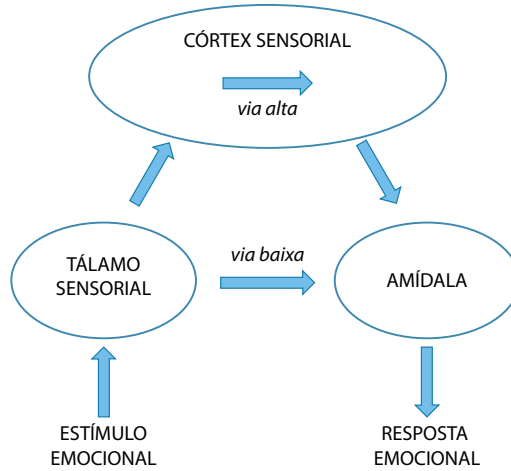 CÓRTEX SENSORIAL
via alta
via baixa
TÁLAMO
SENSORIAL
AMÍDALA
ESTÍMULO
EMOCIONAL
RESPOSTA
EMOCIONAL